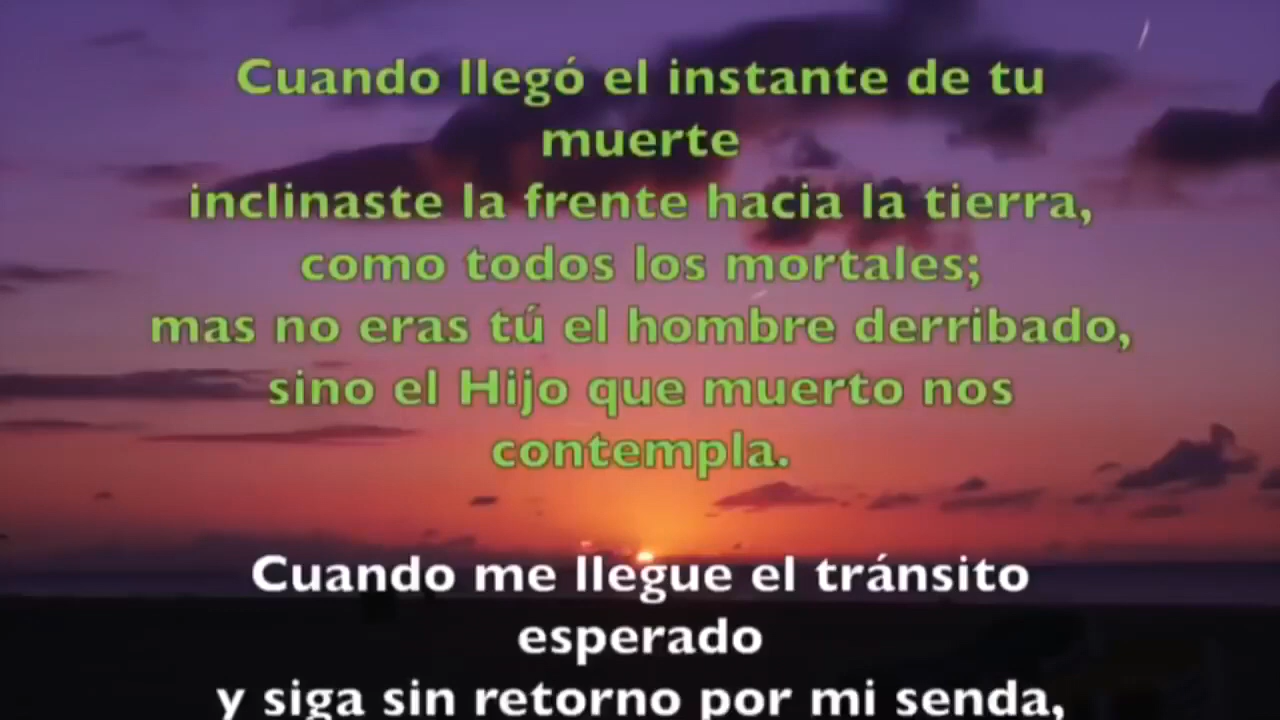 Cuando llegó el instante de tu
muerte
inclinaste la frente hacia la tierra,
como todos los mortales;
mas no eras tú el hombre derribado,
sino el Hijo que muerto nos
contempla.
Cuando me llegue el tránsito
esperado
y siga sin retorno por mi senda,